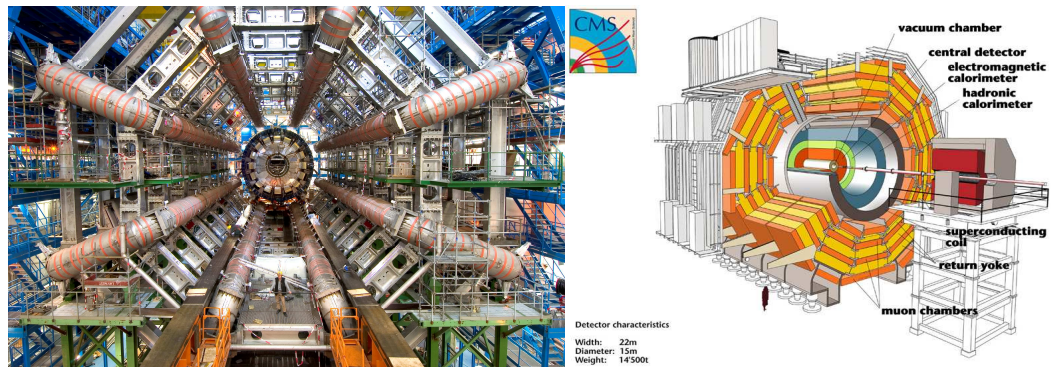 CMS
vacuum chamber
central detector
electromagnetic
calorimeter
hadronic
calorimeter
superconducting
coil
return yoke
muon chambers
Detector characteristics
Width: 22m
Diameter: 15m
Weight: 14'500t